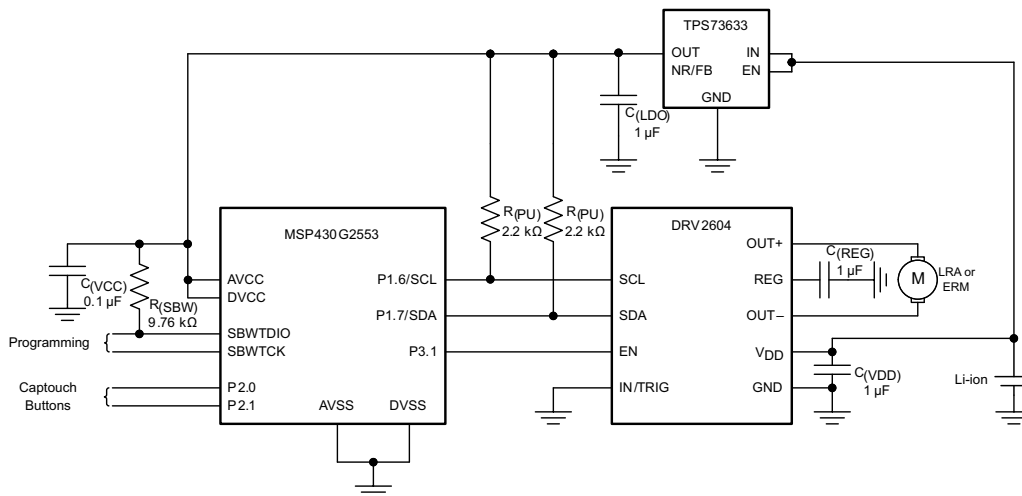 TPS73633
OUT
IN
NR/FB
EN
GND
C(LDO)
1 µF
R(PU)
2.2 kΩ
R(PU)
2.2 kΩ
MSP430G2553
DRV2604
OUT+
C(REG)
1 µF
LRA or
ERM
M
C(VCC)
0.1 µF
AVCC
DVCC
P1.6/SCL
SCL
REG
R(SBW)
9.76 kΩ
P1.7/SDA
SDA
OUT–
Programming
SBWTDIO
SBWTCK
P3.1
EN
VDD
C(VDD)
1 µF
Li-ion
Captouch
Buttons
P2.0
P2.1
IN/TRIG
GND
AVSS
DVSS